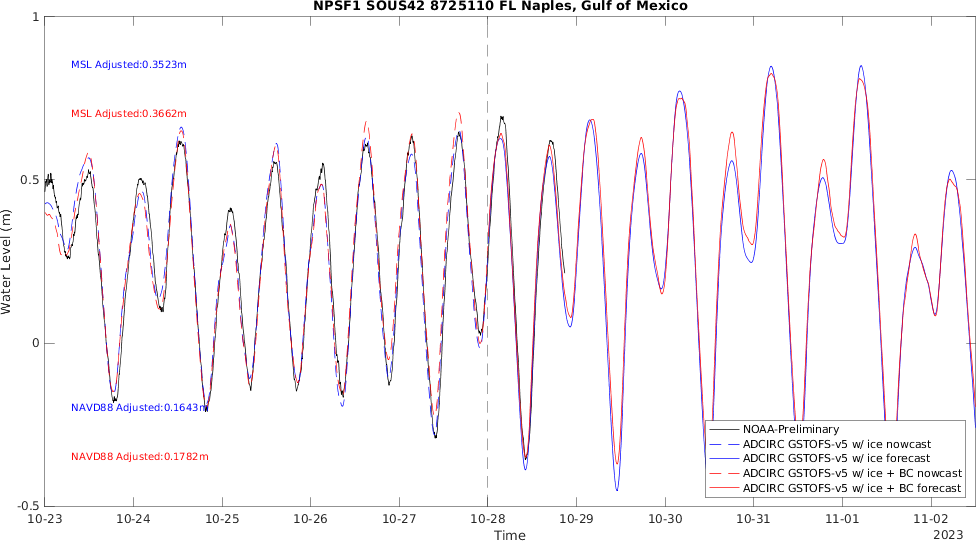 NPSF1 SOUS42 8725110 FL Naples, Gulf of Mexico
1
0.5
0
-0.5
Water Level (m)
MSL Adjusted:0.3523m
MSL Adjusted:0.3662m
NAVD88 Adjusted:0.1643m
NAVD88 Adjusted:0.1782m
NOAA-Preliminary
ADCIRC GSTOFS-v5 w/ ice nowcast
ADCIRC GSTOFS-v5 w/ ice forecast
ADCIRC GSTOFS-v5 w/ ice + BC nowcast
ADCIRC GSTOFS-v5 w/ ice + BC forecast
10-23 10-24 10-25 10-26 10-27 10-28 10-29 10-30 10-31 11-01 11-02
Time
2023